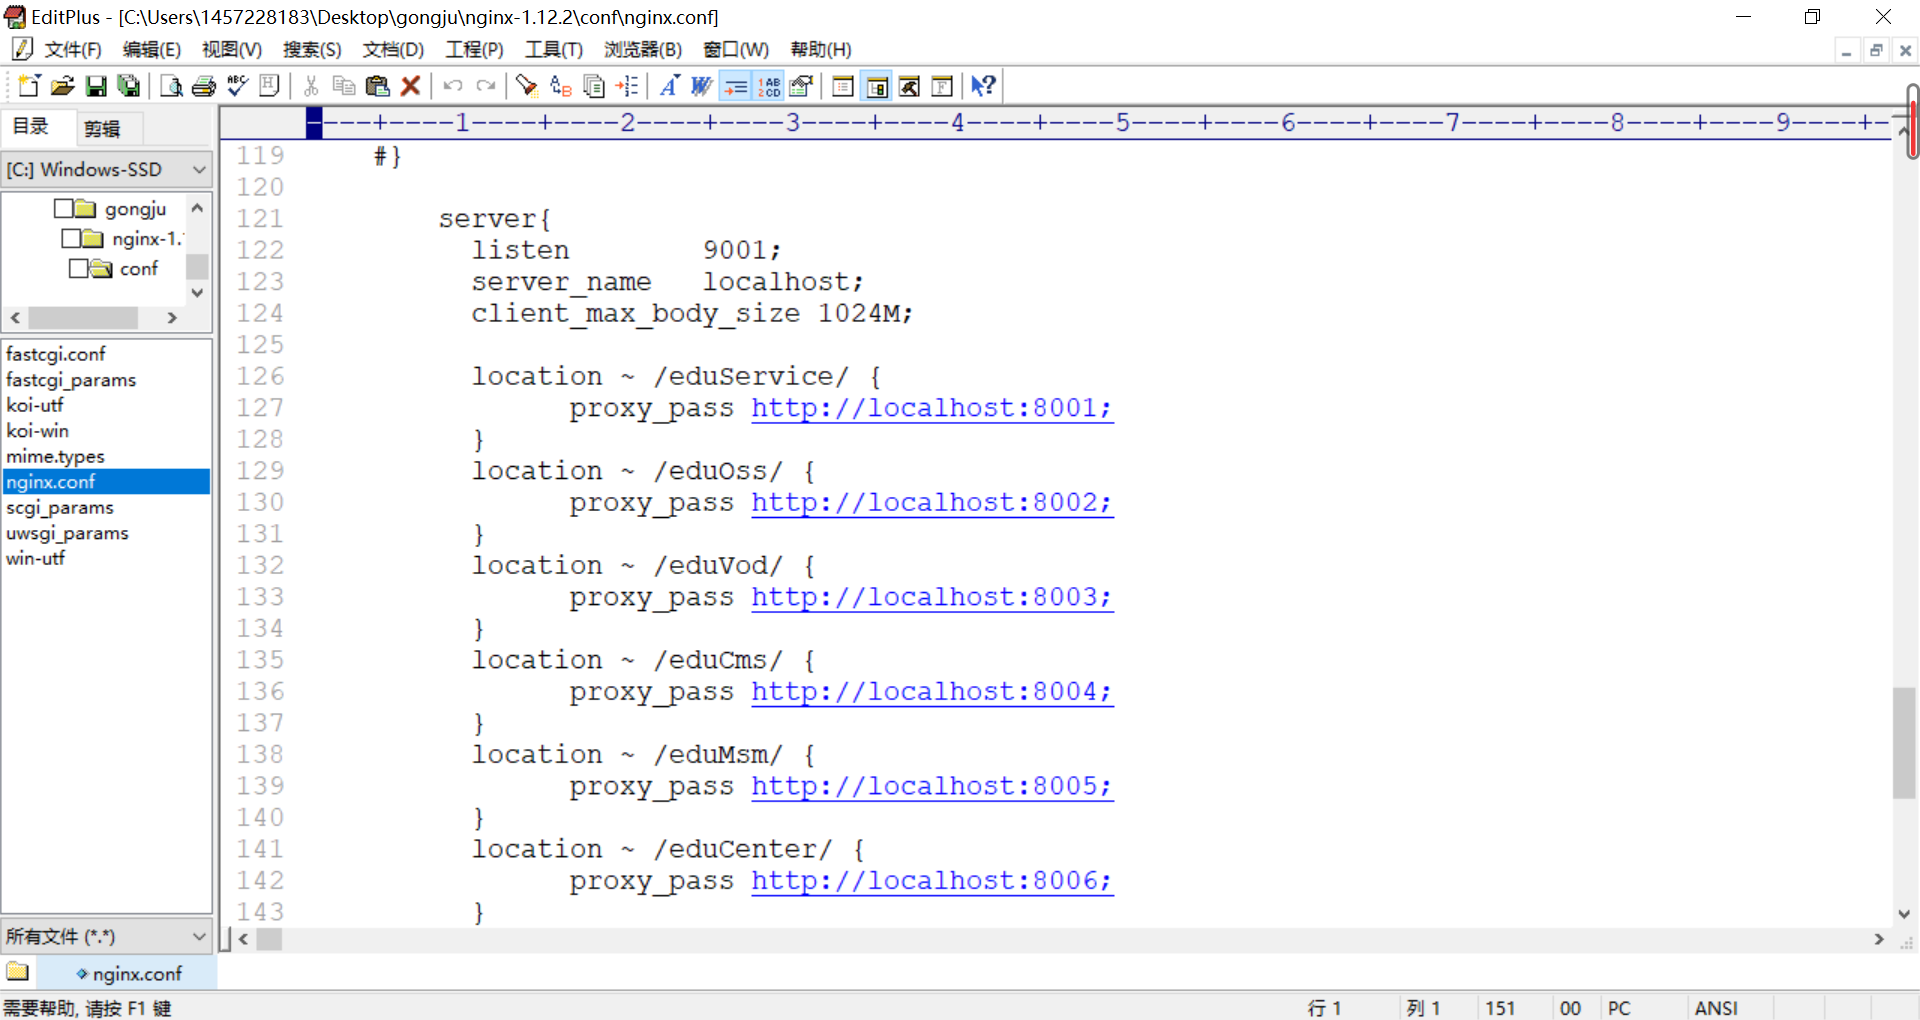 EditPlus - [C:\Users\1457228183\Desktop\gongju\nginx-1.12.2\conf\nginx.conf]
文件(F) 编辑(E) 视图(V) 搜索(S) 文档(D) 工程(P) 工具(T) 浏览器(B) 窗口(W) 帮助(H)
目录 剪辑
[C:] Windows-SSD
gongju
nginx-1.
conf
fastcgi.conf
fastcgi_params
koi-utf
koi-win
mime.types
nginx.conf
scgi_params
uwsgi_params
win-utf
所有文件 (*.*)
----+----1----+----2----+----3----+----4----+----5----+----6----+----7----+----8----+----9----+-
119 #}
120
121 server{
122 listen 9001;
123 server_name localhost;
124 client_max_body_size 1024M;
125
126 location ~ /eduService/ {
127 proxy_pass http://localhost:8001;
128 }
129 location ~ /eduOss/ {
130 proxy_pass http://localhost:8002;
131 }
132 location ~ /eduVod/ {
133 proxy_pass http://localhost:8003;
134 }
135 location ~ /eduCms/ {
136 proxy_pass http://localhost:8004;
137 }
138 location ~ /eduMsm/ {
139 proxy_pass http://localhost:8005;
140 }
141 location ~ /eduCenter/ {
142 proxy_pass http://localhost:8006;
143 }
nginx.conf
需要帮助, 请按 F1 键 行 1 列 1 151 00 PC ANSI